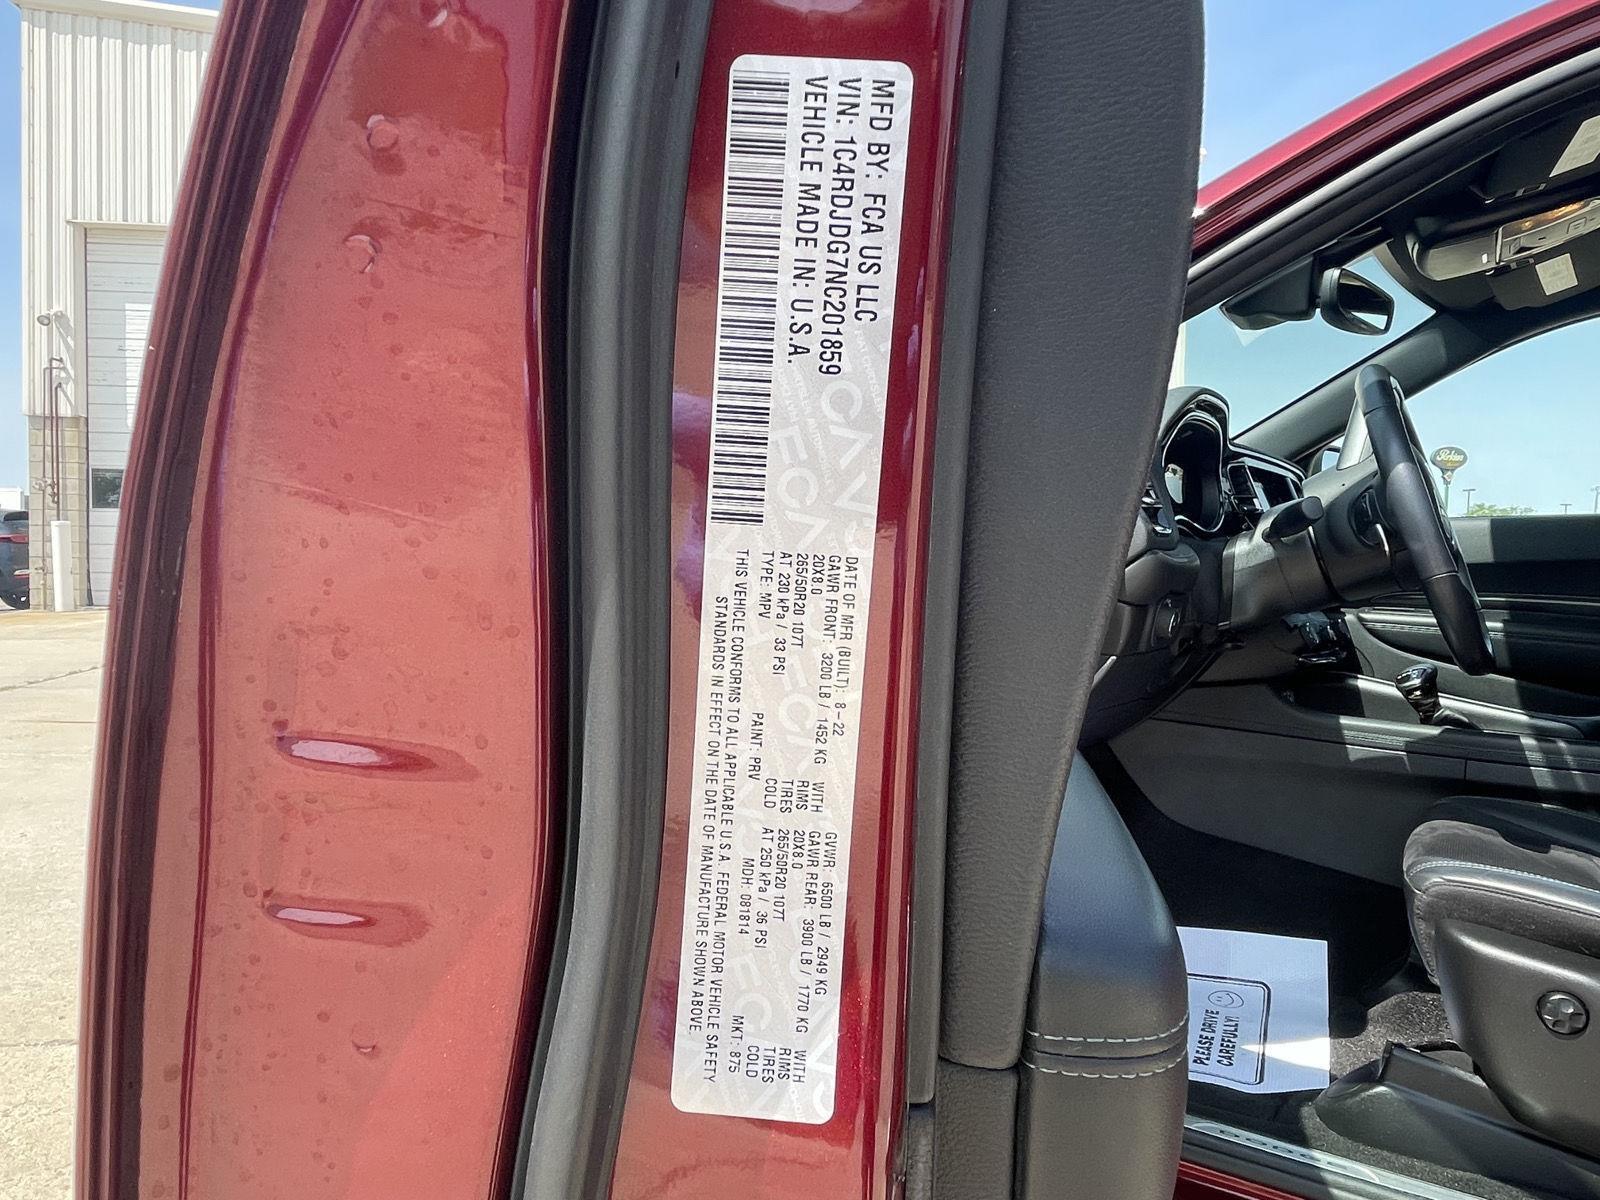 MFD BY: FCA US LLC
VIN: 1C4RDJDG7NC201859
VEHICLE MADE IN: U.S.A.
DATE OF MFR (BUILT): 8-22
GVWR: 6500 LB / 2949 KG
GAWR FRONT: 3200 LB / 1452 KG
WITH
GAWR REAR: 3900 LB / 1770 KG
WITH
20X8.0
RIMS
20X8.0
RIMS
265/50R20 107T
TIRES
265/50R20 107T
TIRES
AT 230 kPa / 33 PSI
COLD
AT 250 kPa / 36 PSI
COLD
TYPE: MPV
PAINT: PRV
MDH: 081814
MKT: 875
THIS VEHICLE CONFORMS TO ALL APPLICABLE U.S.A. FEDERAL MOTOR VEHICLE SAFETY
STANDARDS IN EFFECT ON THE DATE OF MANUFACTURE SHOWN ABOVE.
PLEASE DRIVE
CAREFULLY!
Perkins
DODGE